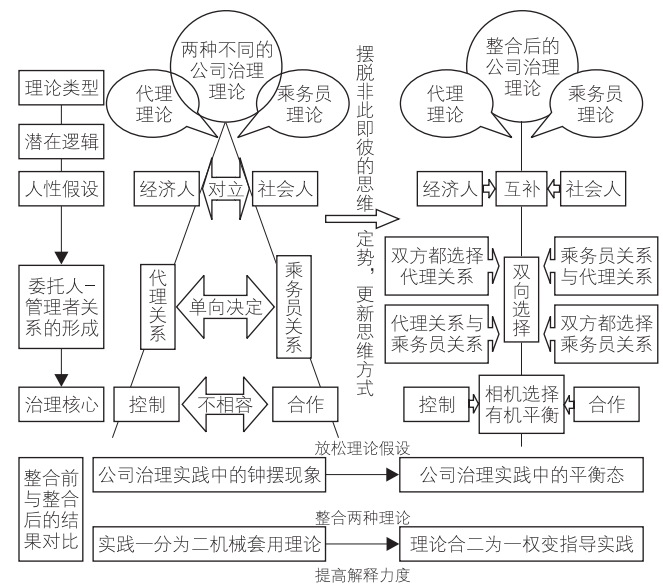 理论类型
潜在逻辑
人性假设
委托人–
管理者关
系的形成
治理核心
整合前
与整合
后的结
果对比
两种不同的
公司治理
理论
代理
理论
乘务员
理论
经济人
对立
社会人
代理关系
单向决定
乘务员关系
控制
不相容
合作
摆脱非此即彼的思维定势，更新思维方式
整合后的
公司治理
理论
代理
理论
乘务员
理论
经济人
互补
社会人
双方都选择
代理关系
双向选择
乘务员关系
与代理关系
代理关系与
乘务员关系
双方都选择
乘务员关系
控制
相机选择
有机平衡
合作
放松理论假设
公司治理实践中的钟摆现象
公司治理实践中的平衡态
整合两种理论
实践一分为二机械套用理论
理论合二为一权变指导实践
提高解释力度